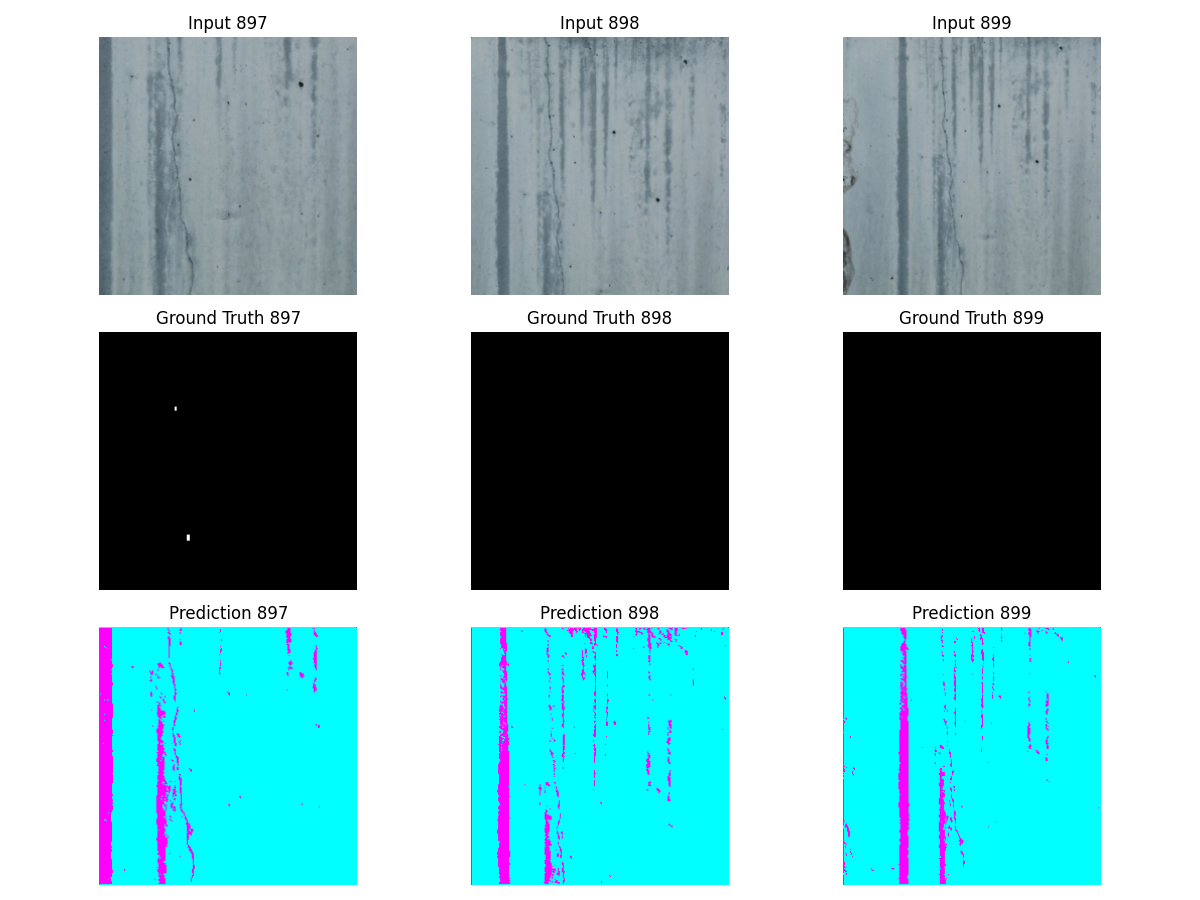 Input 897
Input 898
Input 899
Ground Truth 897
Ground Truth 898
Ground Truth 899
Prediction 897
Prediction 898
Prediction 899